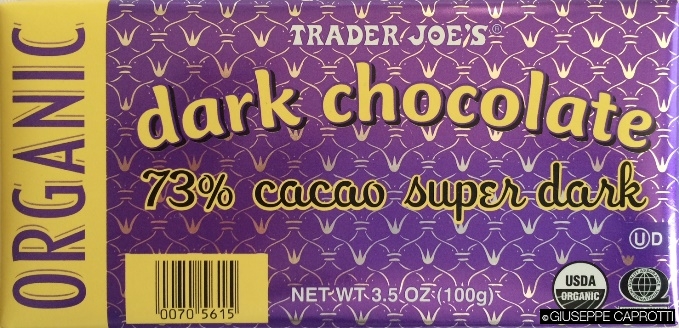 ORGANIC
TRADER JOE'S®
dark chocolate
73% cacao super dark
Ⓤ D
0070 5615
NET WT 3.5 OZ (100g)
USDA
ORGANIC
©GIUSEPPE CAPROTTI